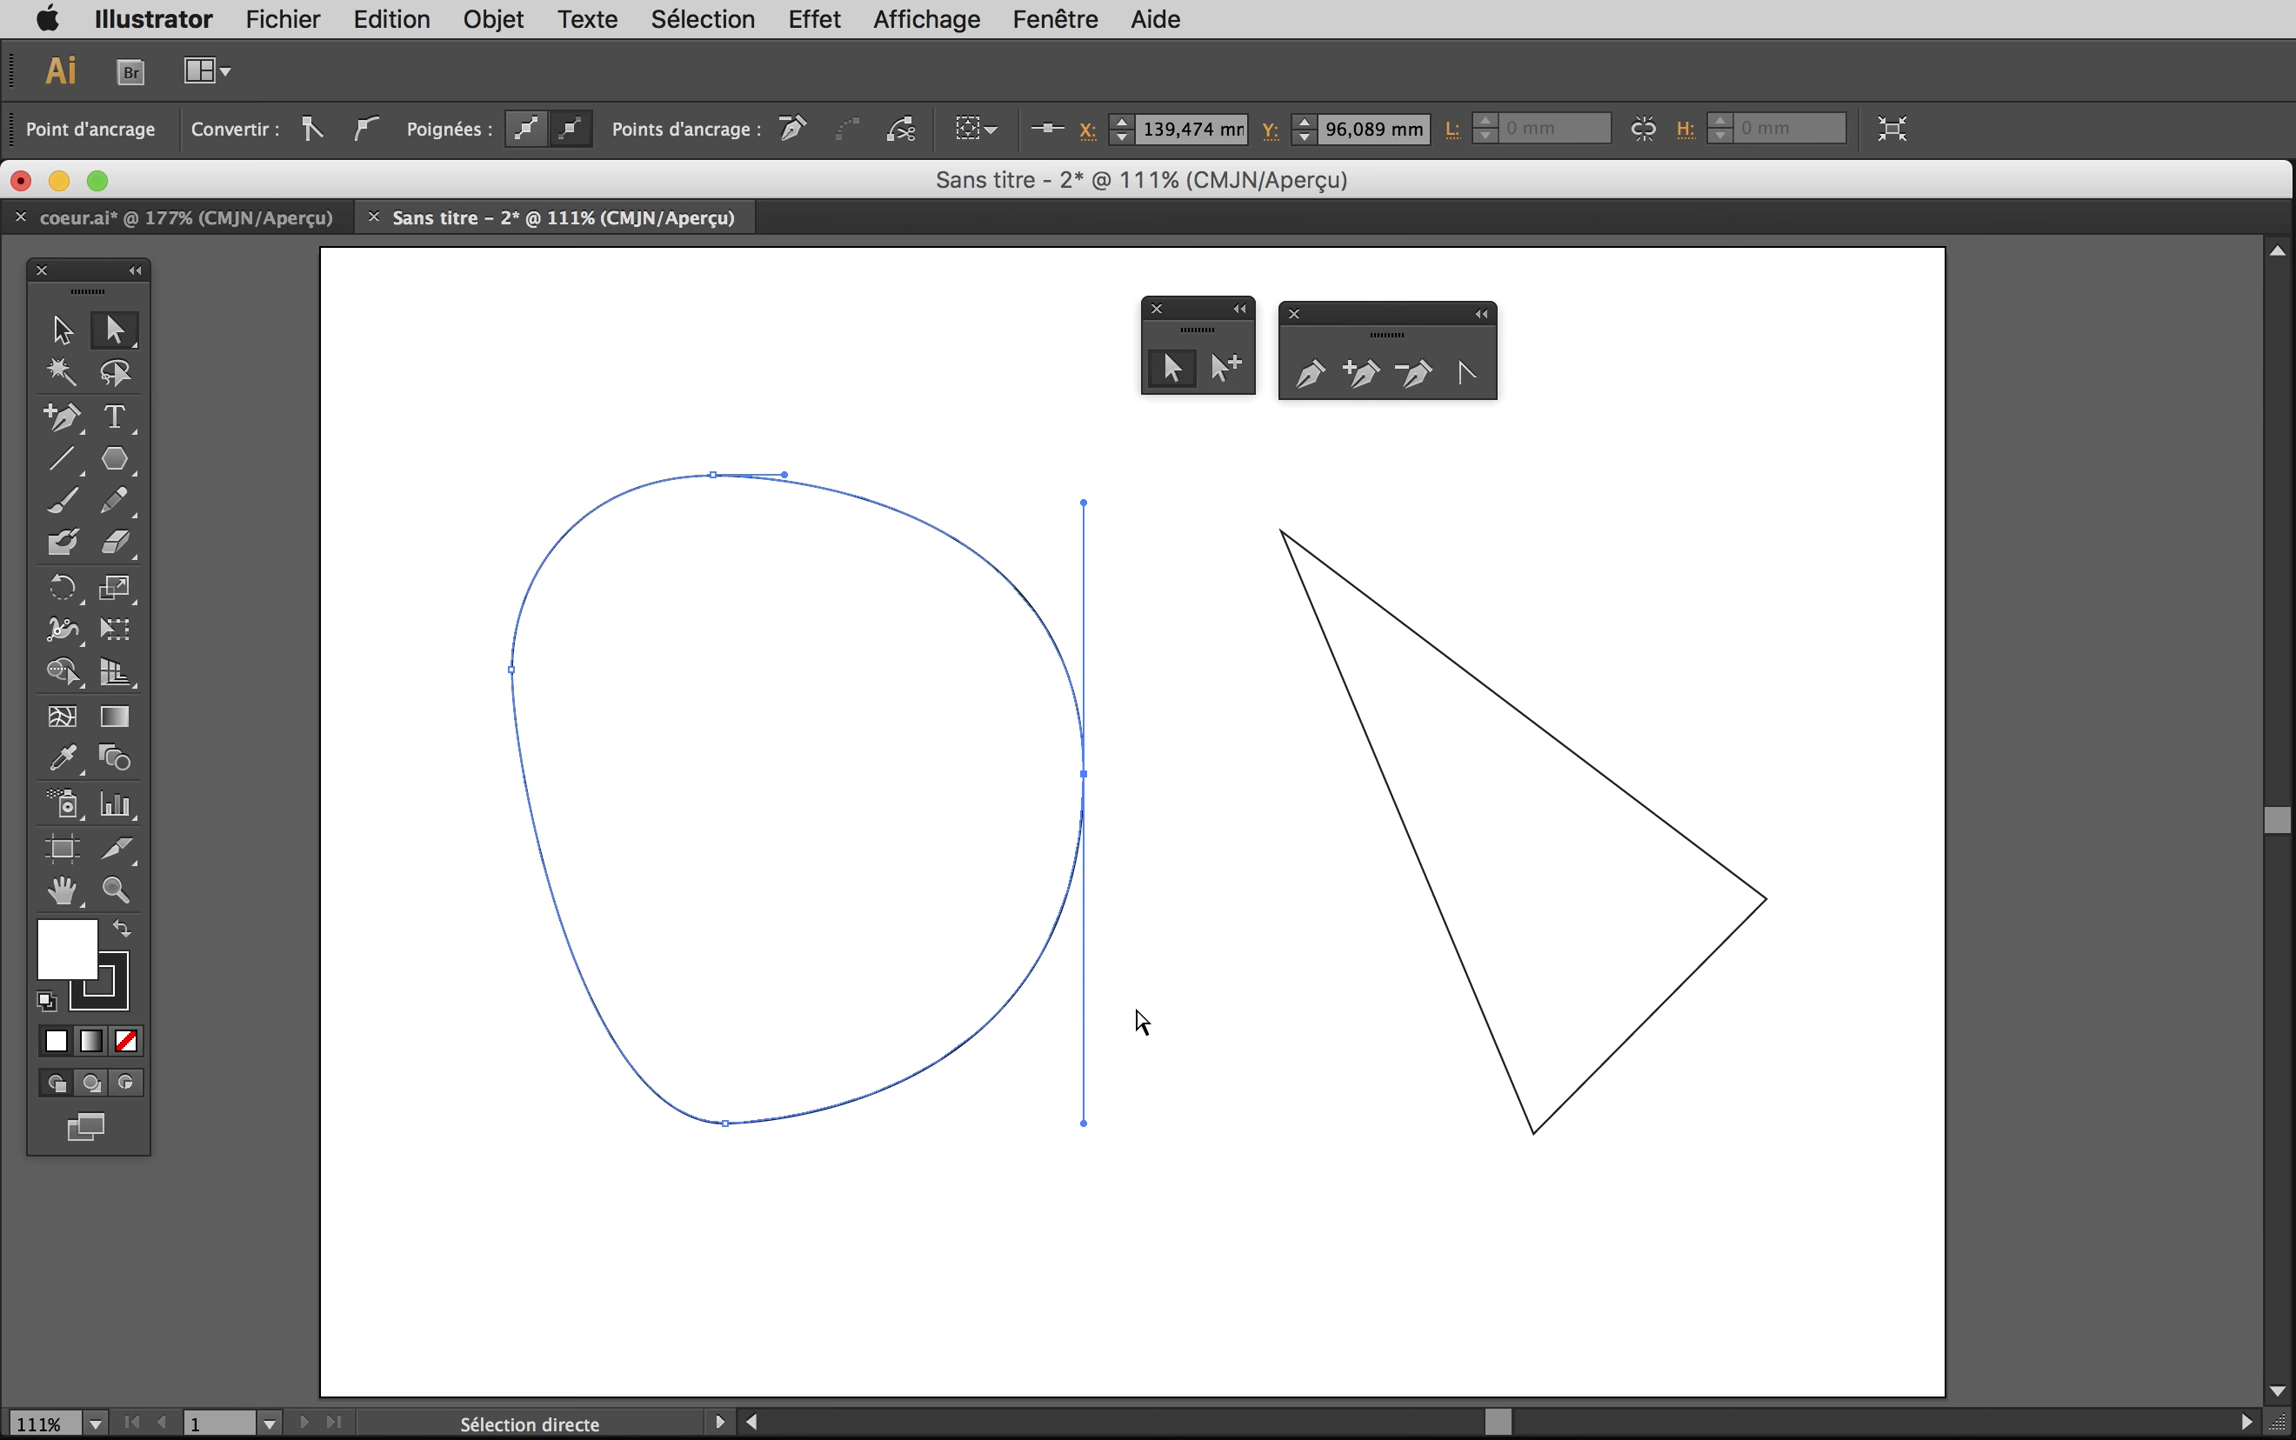 Illustrator Fichier Edition Objet Texte Sélection Effet Affichage Fenêtre Aide
Ai Br
Point d'ancrage Convertir : Poignées : Points d'ancrage : X: 139,474 mm Y: 96,089 mm L: 0 mm H: 0 mm
Sans titre - 2* @ 111% (CMJN/Aperçu)
coeur.ai* @ 177% (CMJN/Aperçu) Sans titre - 2* @ 111% (CMJN/Aperçu)
T
111% 1 Sélection directe